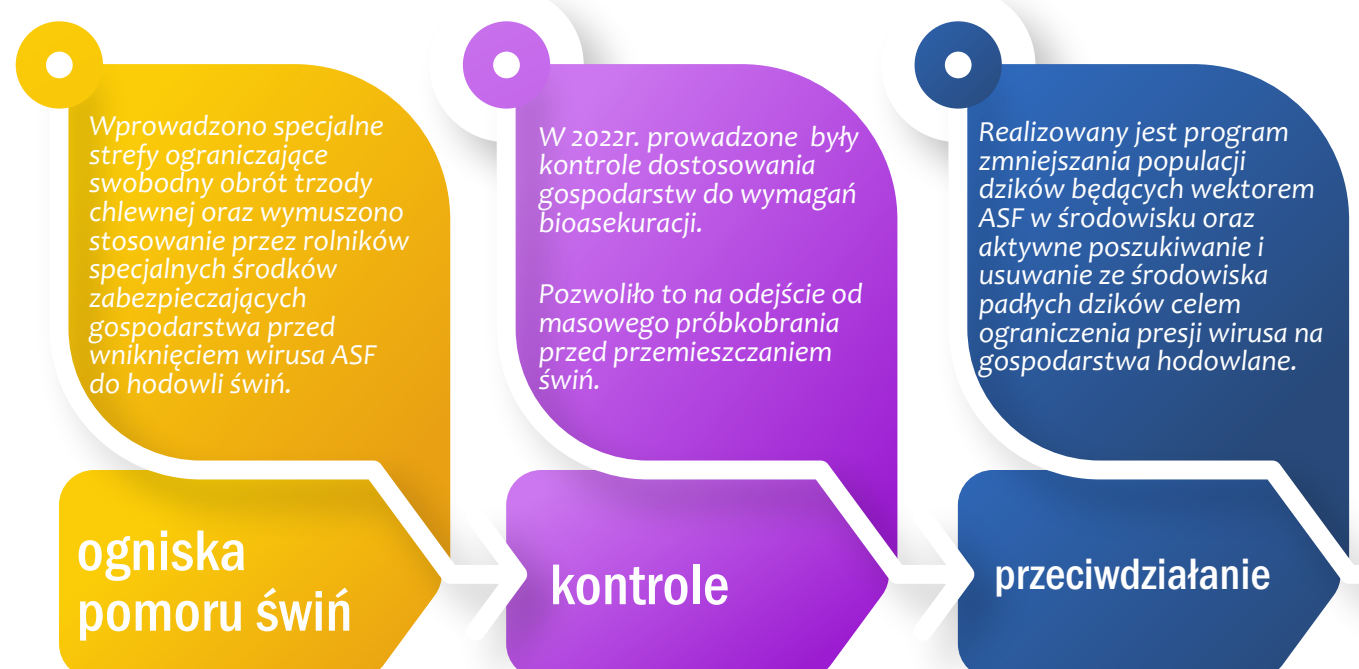 Wprowadzono specjalne
strefy ograniczające
swobodny obrót trzody
chlewnej oraz wymuszono
stosowanie przez rolników
specjalnych środków
zabezpieczających
gospodarstwa przed
wniknięciem wirusa ASF
do hodowli świń.
ogniska
pomoru świń
W 2022r. prowadzone były
kontrole dostosowania
gospodarstw do wymagań
bioasekuracji.
Pozwoliło to na odejście od
masowego próbkobrania
przed przemieszczaniem
świń.
kontrole
Realizowany jest program
zmniejszania populacji
dzików będących wektorem
ASF w środowisku oraz
aktywne poszukiwanie i
usuwanie ze środowiska
padłych dzików celem
ograniczenia presji wirusa na
gospodarstwa hodowlane.
przeciwdziałanie